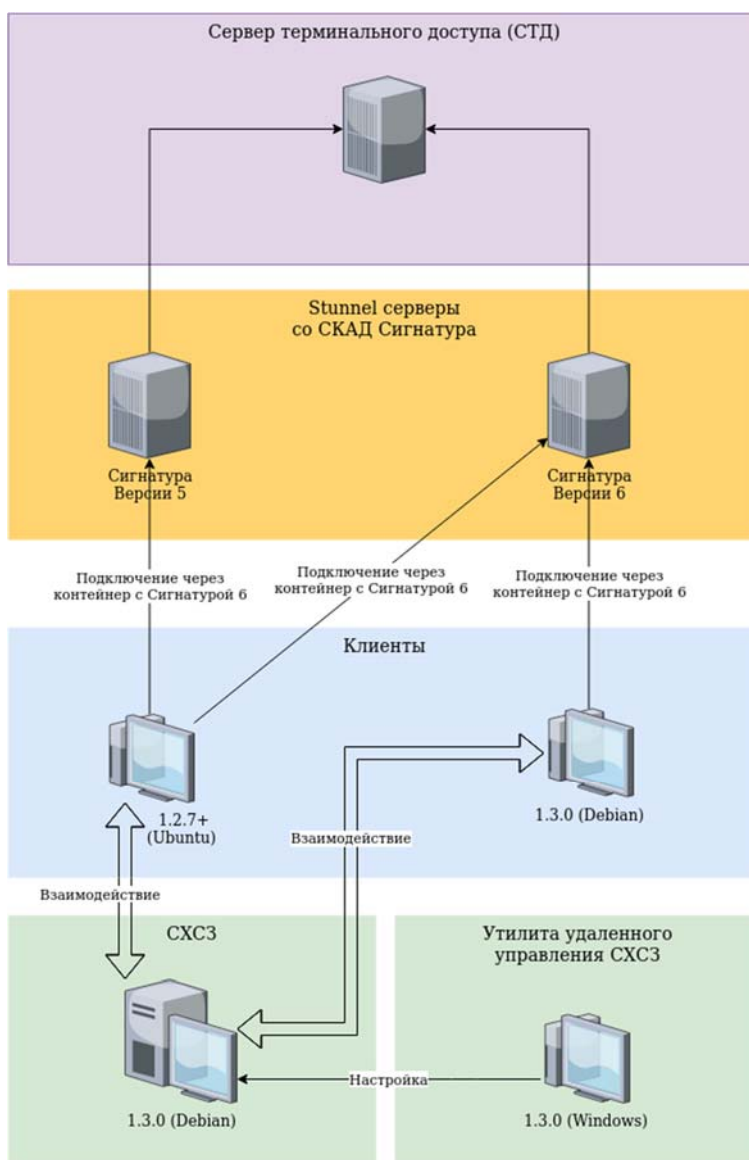 Сервер терминального доступа (СТД)
Stunnel серверы
со СКАД Сигнатура
Сигнатура
Версии 5
Сигнатура
Версии 6
Подключение через
контейнер с Сигнатурой 6
Подключение через
контейнер с Сигнатурой 6
Подключение через
контейнер с Сигнатурой 6
Клиенты
1.2.7+
(Ubuntu)
1.3.0 (Debian)
Взаимодействие
Взаимодействие
СХСЗ
Утилита удаленного
управления СХСЗ
Настройка
1.3.0 (Debian)
1.3.0 (Windows)